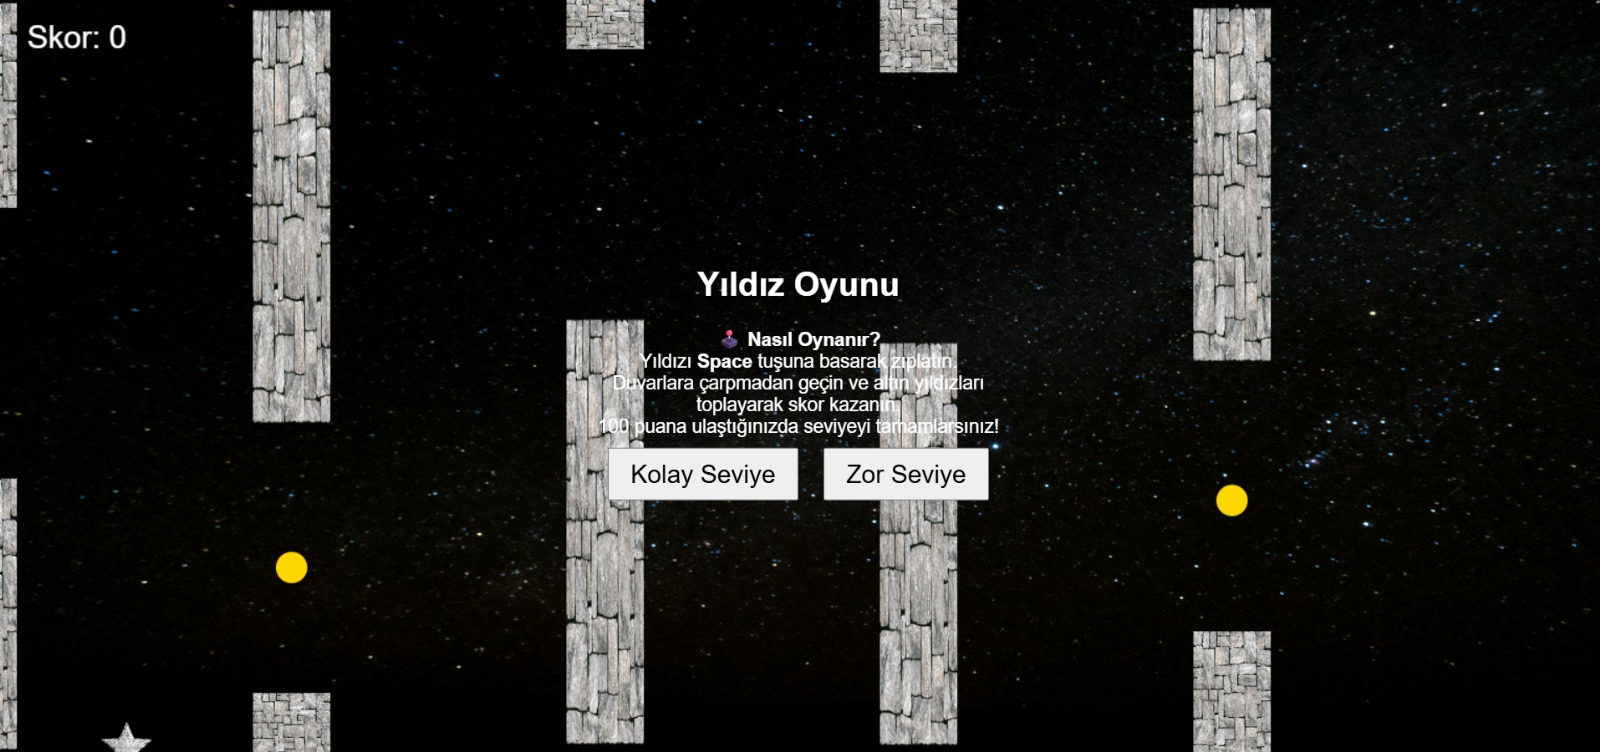 Skor: 0
Yıldız Oyunu
🕹️ Nasıl Oynanır?
Yıldızı Space tuşuna basarak zıplatın.
Duvarlara çarpmadan geçin ve altın yıldızları
toplayarak skor kazanın.
100 puana ulaştığınızda seviyeyi tamamlarsınız!
Kolay Seviye
Zor Seviye